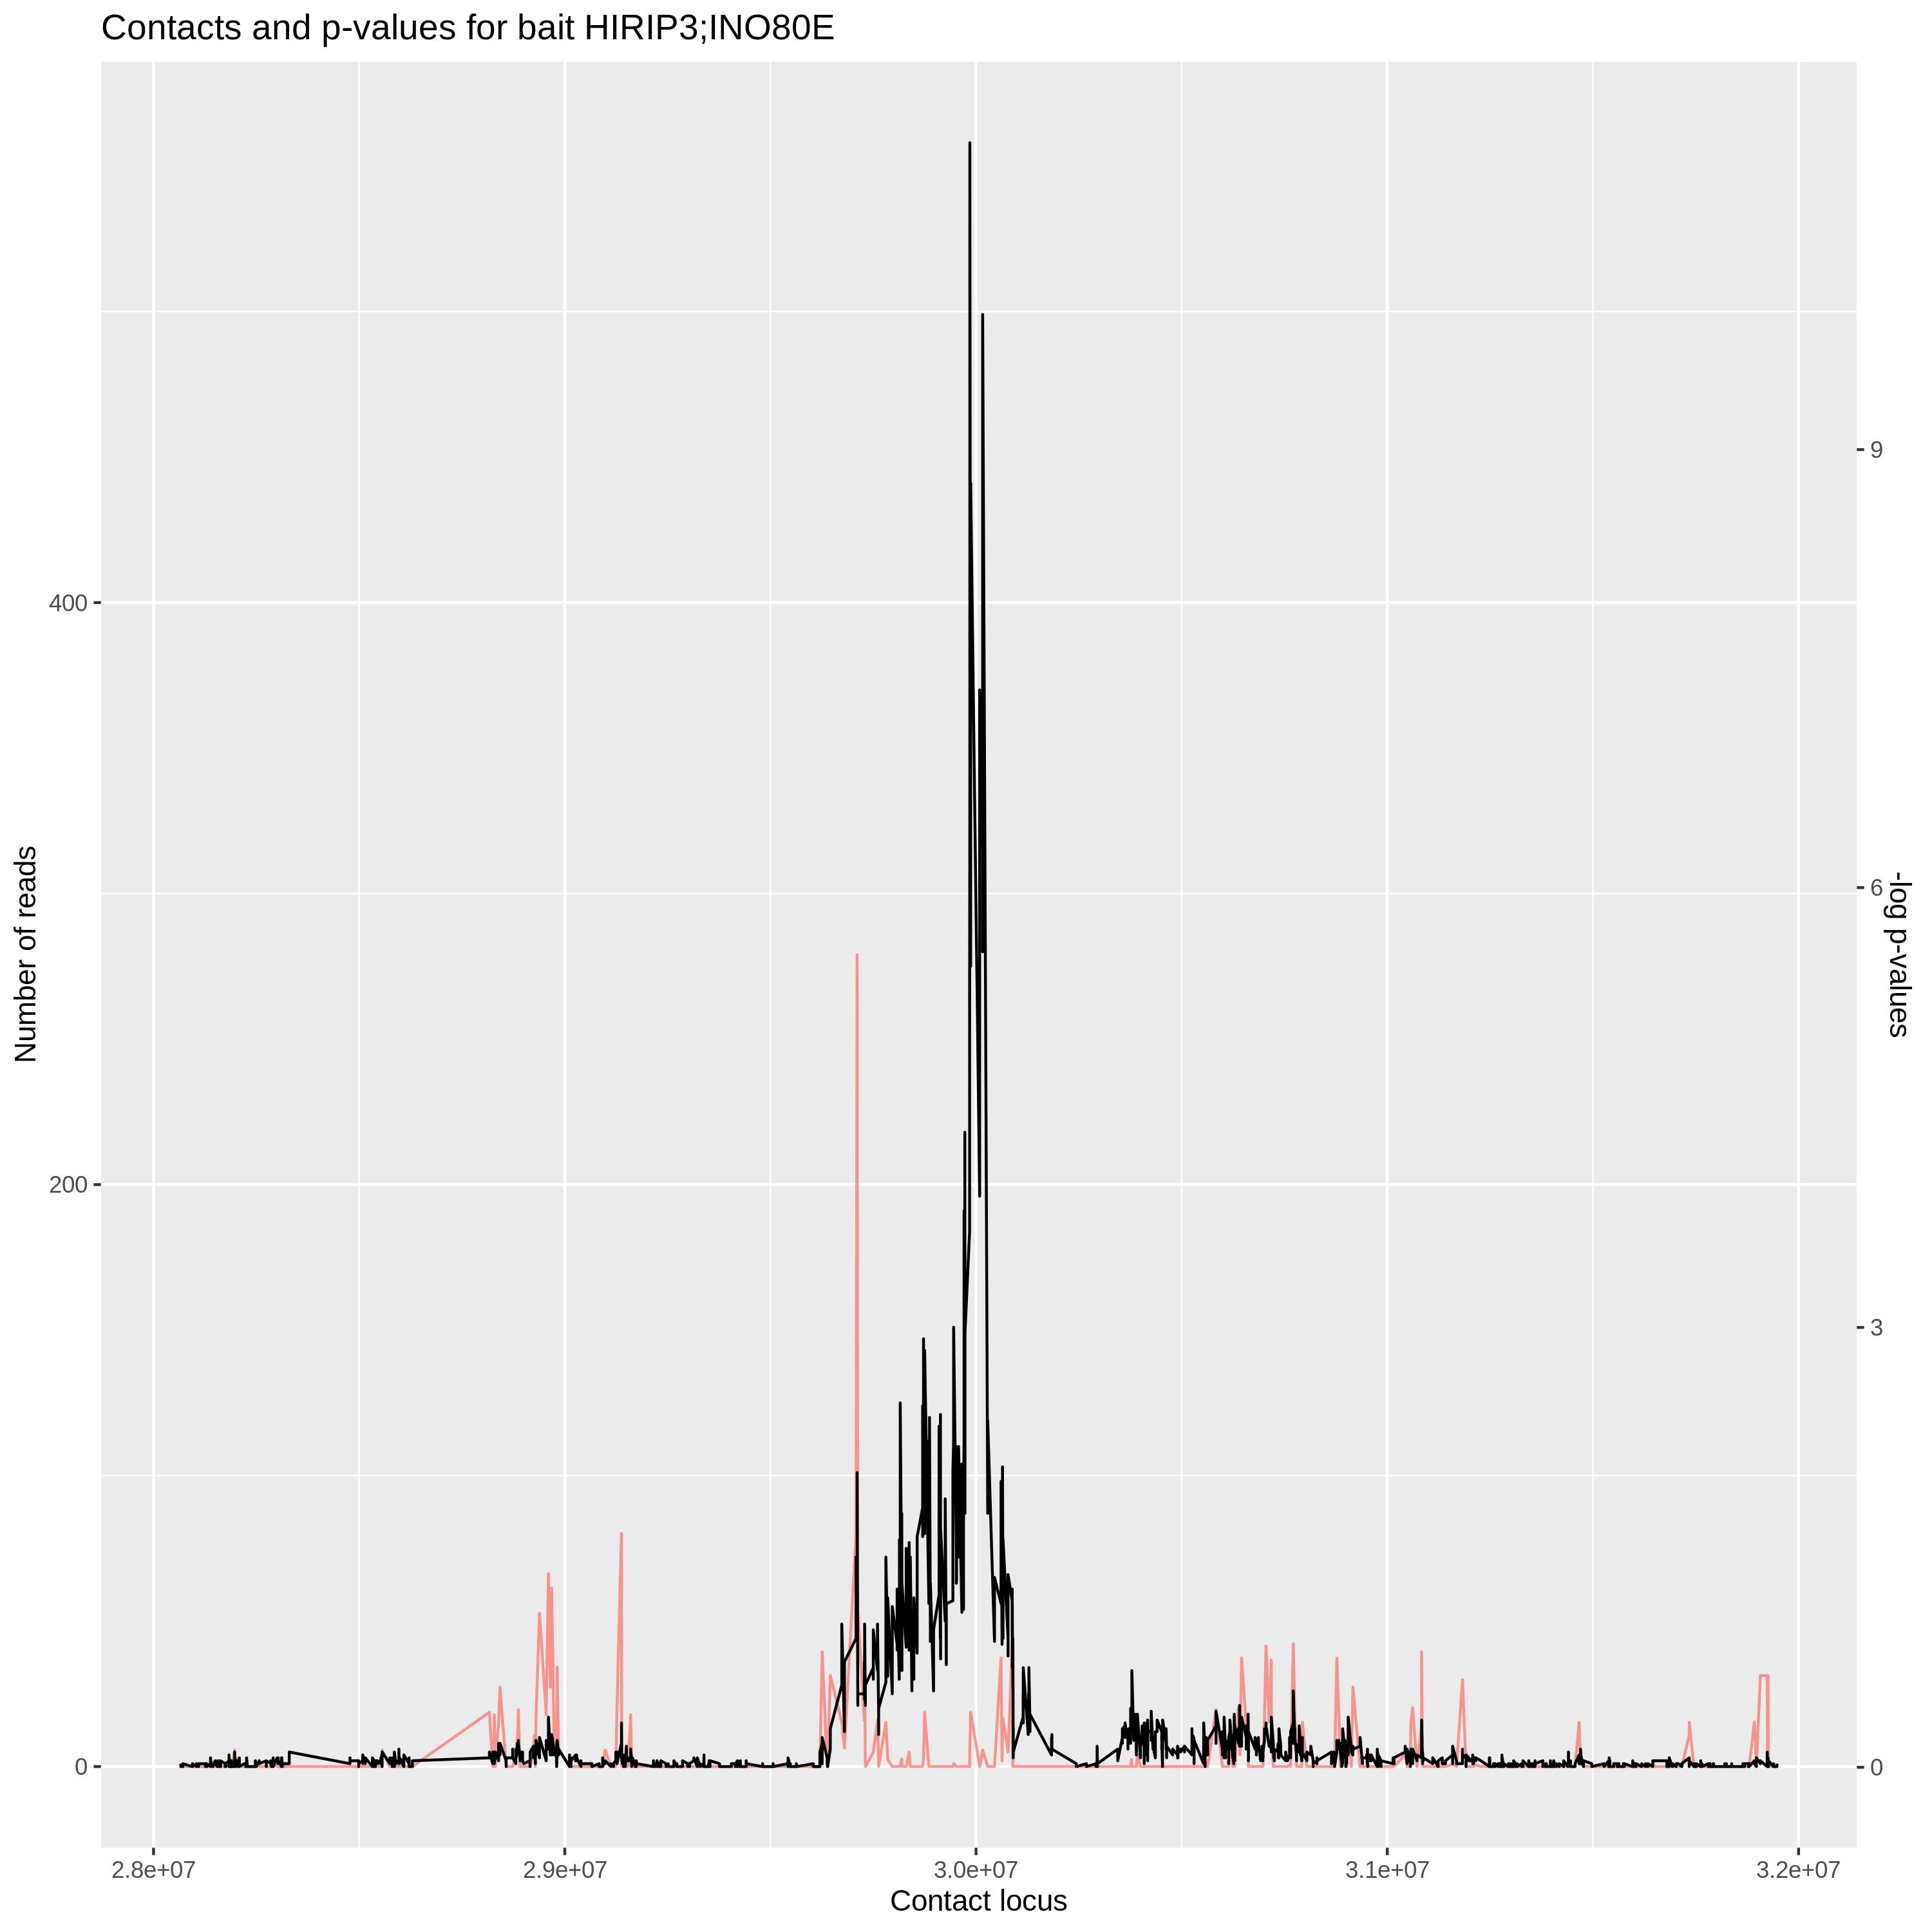 Contacts and p-values for bait HIRIP3;INO80E
Number of reads
400
200
0
9
6
3
0
-log p-values
2.8e+07 2.9e+07 3.0e+07 3.1e+07 3.2e+07
Contact locus